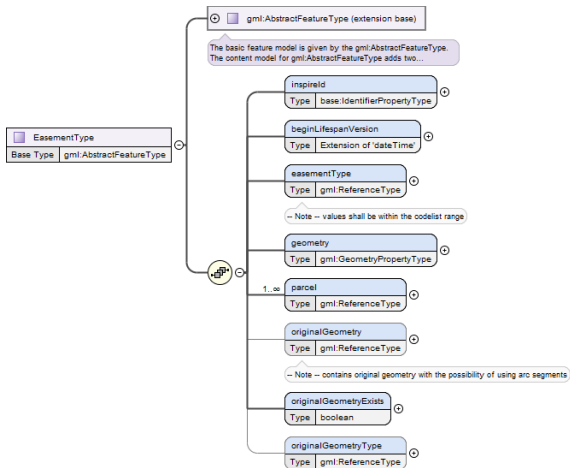 gml:AbstractFeatureType (extension base)
The basic feature model is given by the gml:AbstractFeatureType.
The content model for gml:AbstractFeatureType adds two...
EasementType
Base Type gml:AbstractFeatureType
inspireId
Type base:IdentifierPropertyType
beginLifespanVersion
Type Extension of 'dateTime'
easementType
Type gml:ReferenceType
-- Note -- values shall be within the codelist range
geometry
Type gml:GeometryPropertyType
1..∞
parcel
Type gml:ReferenceType
originalGeometry
Type gml:ReferenceType
-- Note -- contains original geometry with the possibility of using arc segments
originalGeometryExists
Type boolean
originalGeometryType
Type gml:ReferenceType